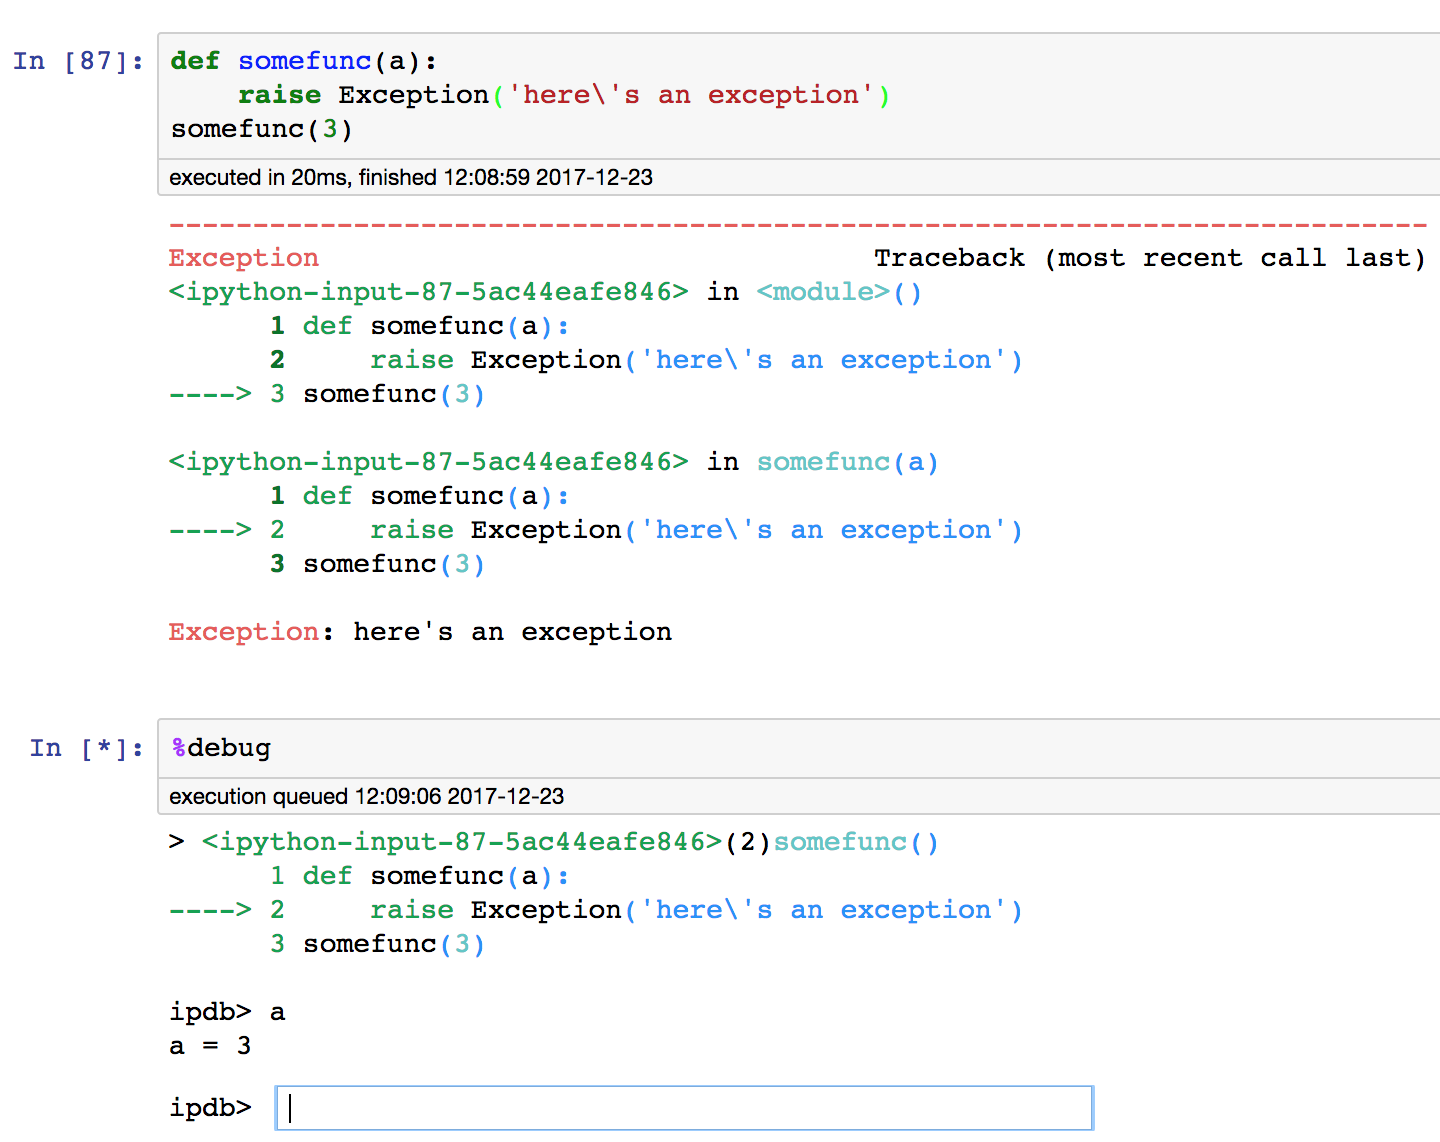 In [87]: def somefunc(a):
    raise Exception('here\'s an exception')
somefunc(3)
executed in 20ms, finished 12:08:59 2017-12-23
---------------------------------------------------------------------------
Exception                                 Traceback (most recent call last)
<ipython-input-87-5ac44eafe846> in <module>()
      1 def somefunc(a):
      2     raise Exception('here\'s an exception')
----> 3 somefunc(3)

<ipython-input-87-5ac44eafe846> in somefunc(a)
      1 def somefunc(a):
----> 2     raise Exception('here\'s an exception')
      3 somefunc(3)

Exception: here's an exception

In [*]: %debug
execution queued 12:09:06 2017-12-23
> <ipython-input-87-5ac44eafe846>(2)somefunc()
      1 def somefunc(a):
----> 2     raise Exception('here\'s an exception')
      3 somefunc(3)

ipdb> a
a = 3
ipdb>